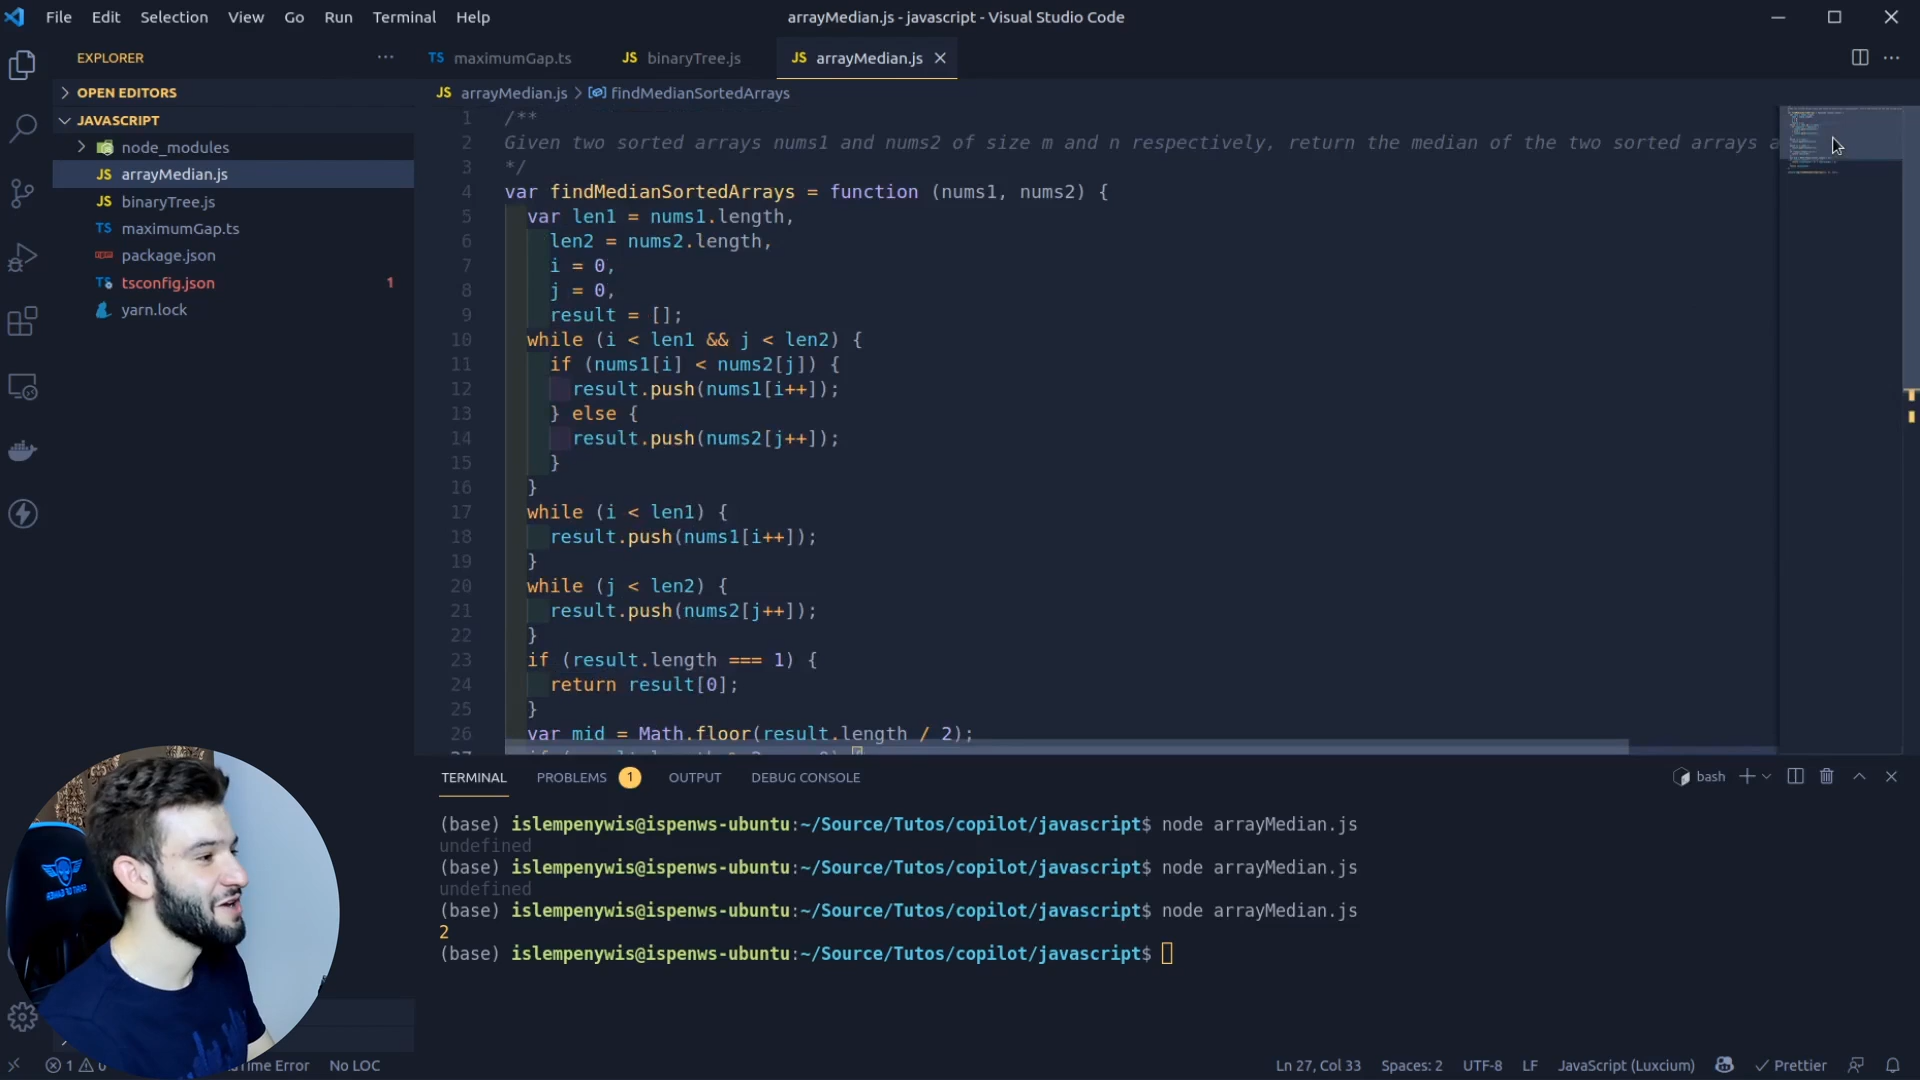 File Edit Selection View Go Run Terminal Help
arrayMedian.js - javascript - Visual Studio Code
EXPLORER
OPEN EDITORS
JAVASCRIPT
node_modules
JS arrayMedian.js
JS binaryTree.js
TS maximumGap.ts
package.json
TS tsconfig.json 1
yarn.lock
TS maximumGap.ts
JS binaryTree.js
JS arrayMedian.js
JS arrayMedian.js > findMedianSortedArrays
1 /**
2 Given two sorted arrays nums1 and nums2 of size m and n respectively, return the median of the two sorted arrays a
3 */
4 var findMedianSortedArrays = function (nums1, nums2) {
5 var len1 = nums1.length,
6 len2 = nums2.length,
7 i = 0,
8 j = 0,
9 result = [];
10 while (i < len1 && j < len2) {
11 if (nums1[i] < nums2[j]) {
12 result.push(nums1[i++]);
13 } else {
14 result.push(nums2[j++]);
15 }
16 }
17 while (i < len1) {
18 result.push(nums1[i++]);
19 }
20 while (j < len2) {
21 result.push(nums2[j++]);
22 }
23 if (result.length === 1) {
24 return result[0];
25 }
26 var mid = Math.floor(result.length / 2);
TERMINAL PROBLEMS 1 OUTPUT DEBUG CONSOLE
bash
(base) islempenywis@ispenws-ubuntu:~/Source/Tutos/copilot/javascript$ node arrayMedian.js
undefined
(base) islempenywis@ispenws-ubuntu:~/Source/Tutos/copilot/javascript$ node arrayMedian.js
undefined
(base) islempenywis@ispenws-ubuntu:~/Source/Tutos/copilot/javascript$ node arrayMedian.js
2
(base) islempenywis@ispenws-ubuntu:~/Source/Tutos/copilot/javascript$
1 Time Error No LOC
Ln 27, Col 33 Spaces: 2 UTF-8 LF JavaScript (Luxcium) Prettier